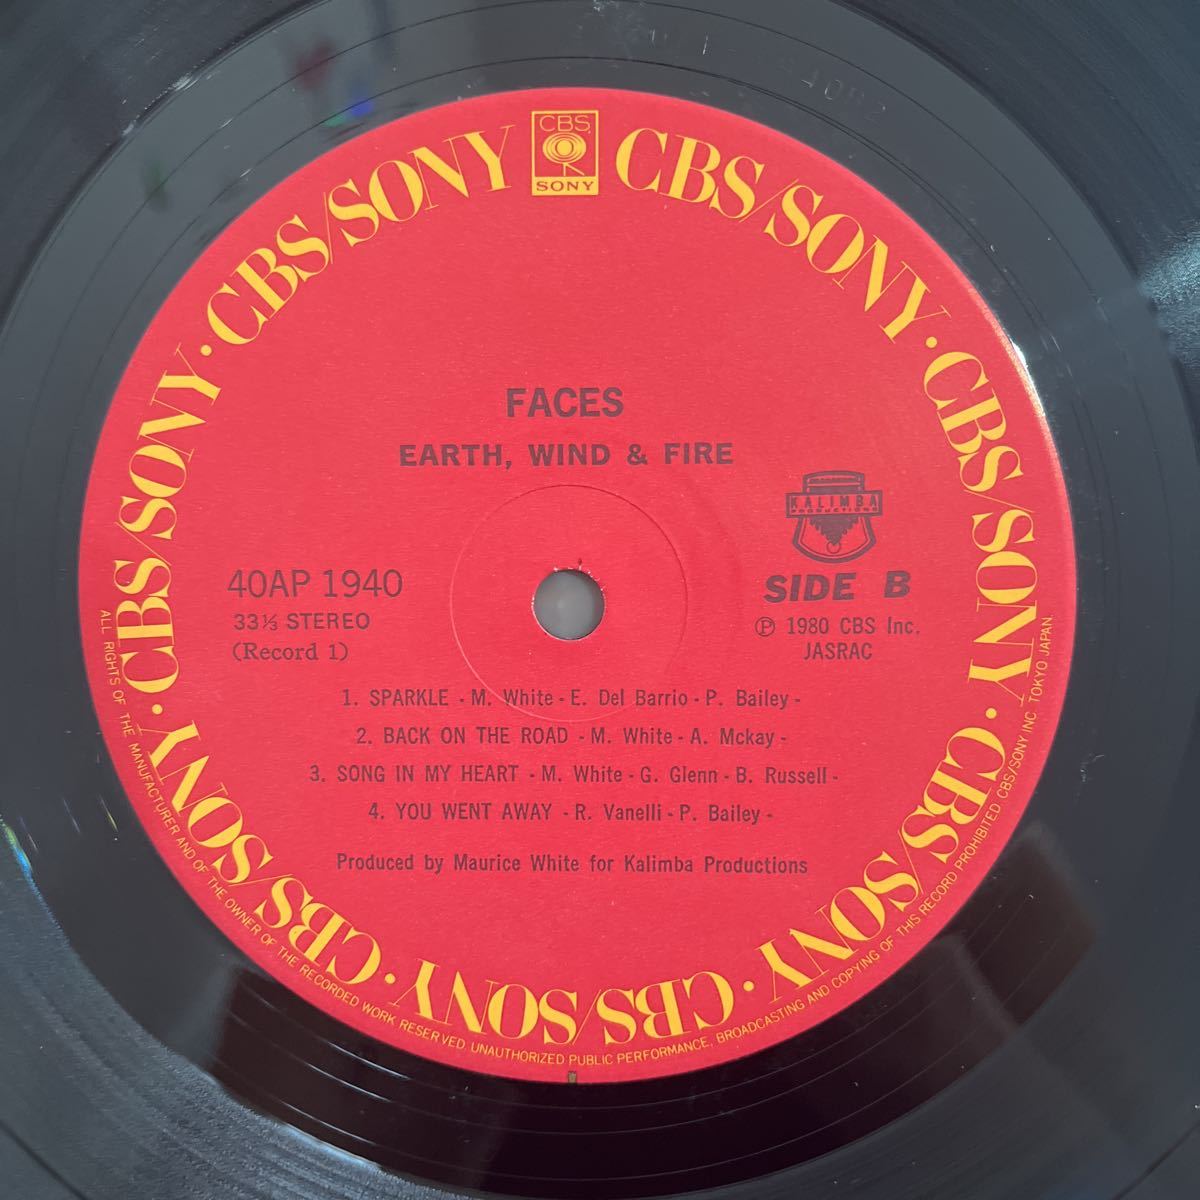 CBS
SONY
CBS/SONY · CBS/SONY · CBS/SONY · CBS/SONY · CBS/SONY · CBS/SONY · CBS/SONY · CBS/SONY · CBS/SONY
FACES
EARTH, WIND & FIRE
KALIMBA
PRODUCTIONS
40AP 1940
SIDE B
33⅓ STEREO
Ⓟ 1980 CBS Inc.
(Record 1)
JASRAC
1. SPARKLE - M. White - E. Del Barrio - P. Bailey -
2. BACK ON THE ROAD - M. White - A. Mckay -
3. SONG IN MY HEART - M. White - G. Glenn - B. Russell -
4. YOU WENT AWAY - R. Vanelli - P. Bailey -
Produced by Maurice White for Kalimba Productions
ALL RIGHTS OF THE MANUFACTURER AND OF THE OWNER OF THE RECORDED WORK RESERVED. UNAUTHORIZED PUBLIC PERFORMANCE, BROADCASTING AND COPYING OF THIS RECORD PROHIBITED. CBS/SONY INC. TOKYO JAPAN.